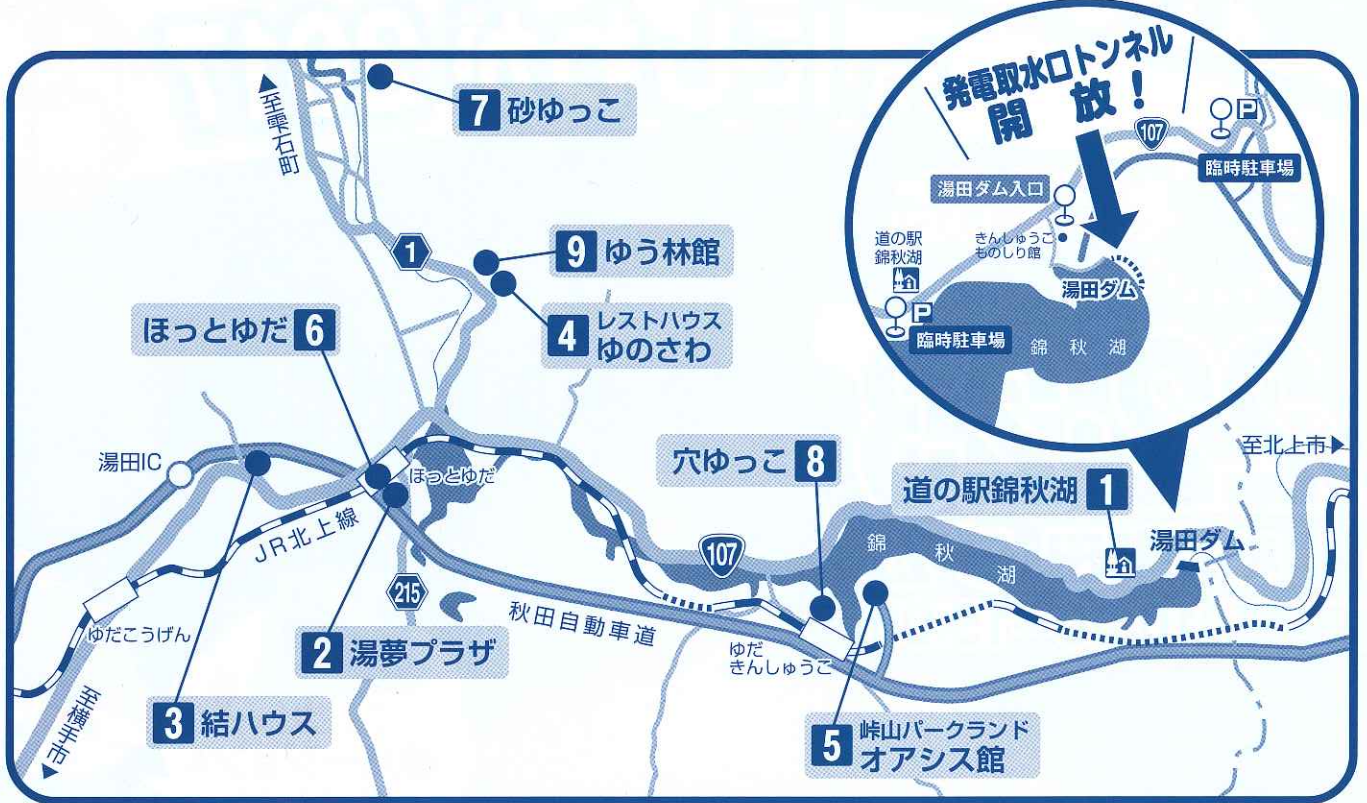 発電取水口トンネル
開放！
107
P
臨時駐車場
湯田ダム入口
きんしゅうこ
ものしり館
道の駅
錦秋湖
湯田ダム
P
臨時駐車場
錦秋湖
至雫石町
7 砂ゆっこ
1
9 ゆう林館
4 レストハウス
ゆのさわ
ほっとゆだ 6
湯田IC
ほっとゆだ
JR北上線
穴ゆっこ 8
道の駅錦秋湖 1
至北上市
湯田ダム
錦秋湖
107
215
秋田自動車道
ゆだこうげん
2 湯夢プラザ
ゆだ
きんしゅうこ
至横手市
3 結ハウス
5 峠山パークランド
オアシス館